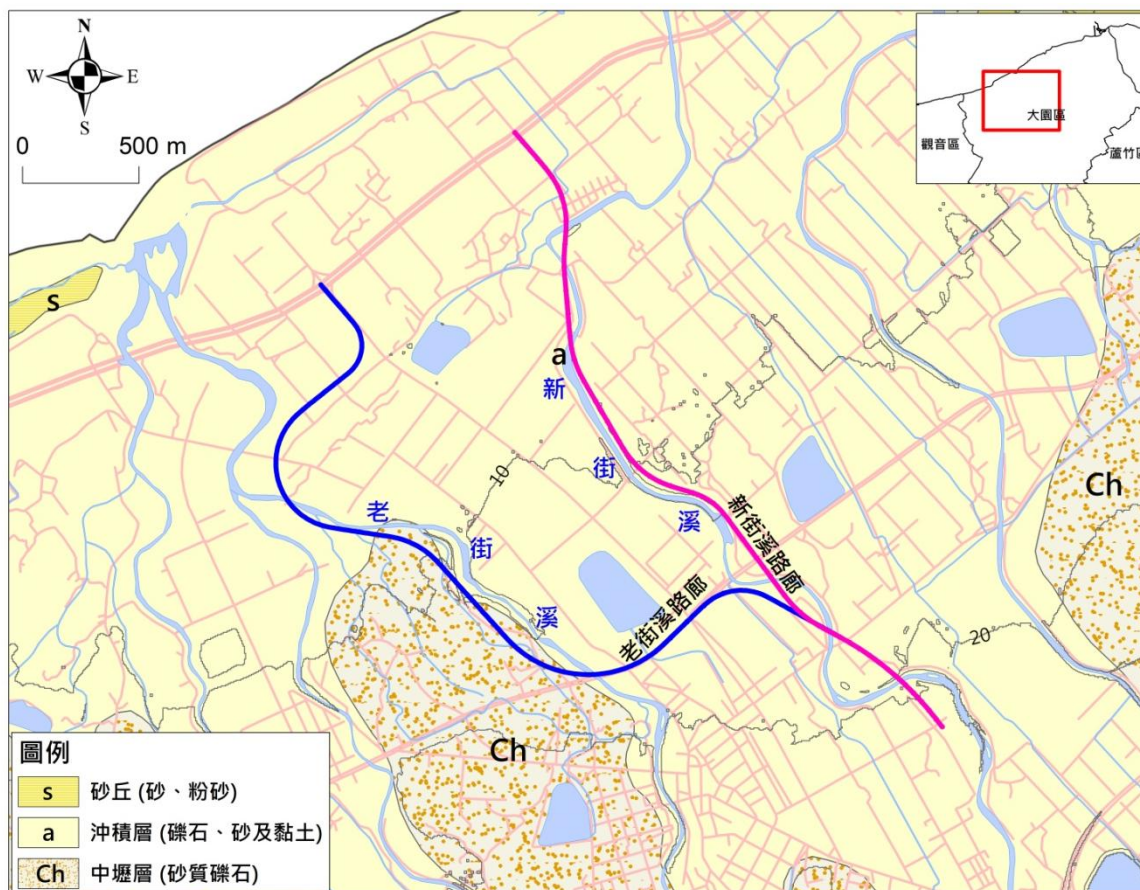 N
W E
S
0 500 m
大園區
觀音區
蘆竹區
s
a
新
街
溪
10
老
街
溪
新街溪路廊
老街溪路廊
20
Ch
Ch
圖例
s 砂丘 (砂、粉砂)
a 沖積層 (礫石、砂及黏土)
Ch 中壢層 (砂質礫石)